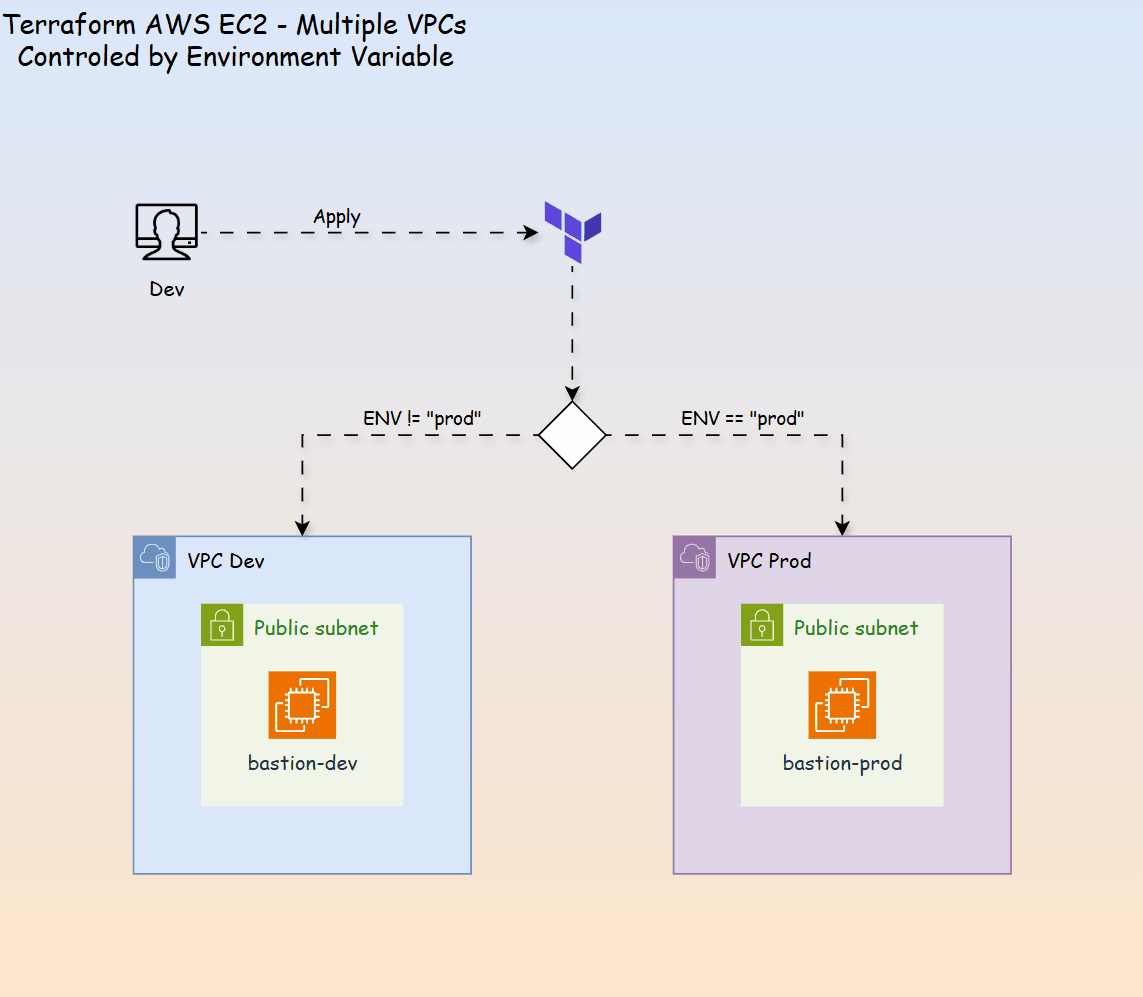 Terraform AWS EC2 - Multiple VPCs
Controled by Environment Variable
Apply
Dev
ENV != "prod"
ENV == "prod"
VPC Dev
VPC Prod
Public subnet
Public subnet
bastion-dev
bastion-prod